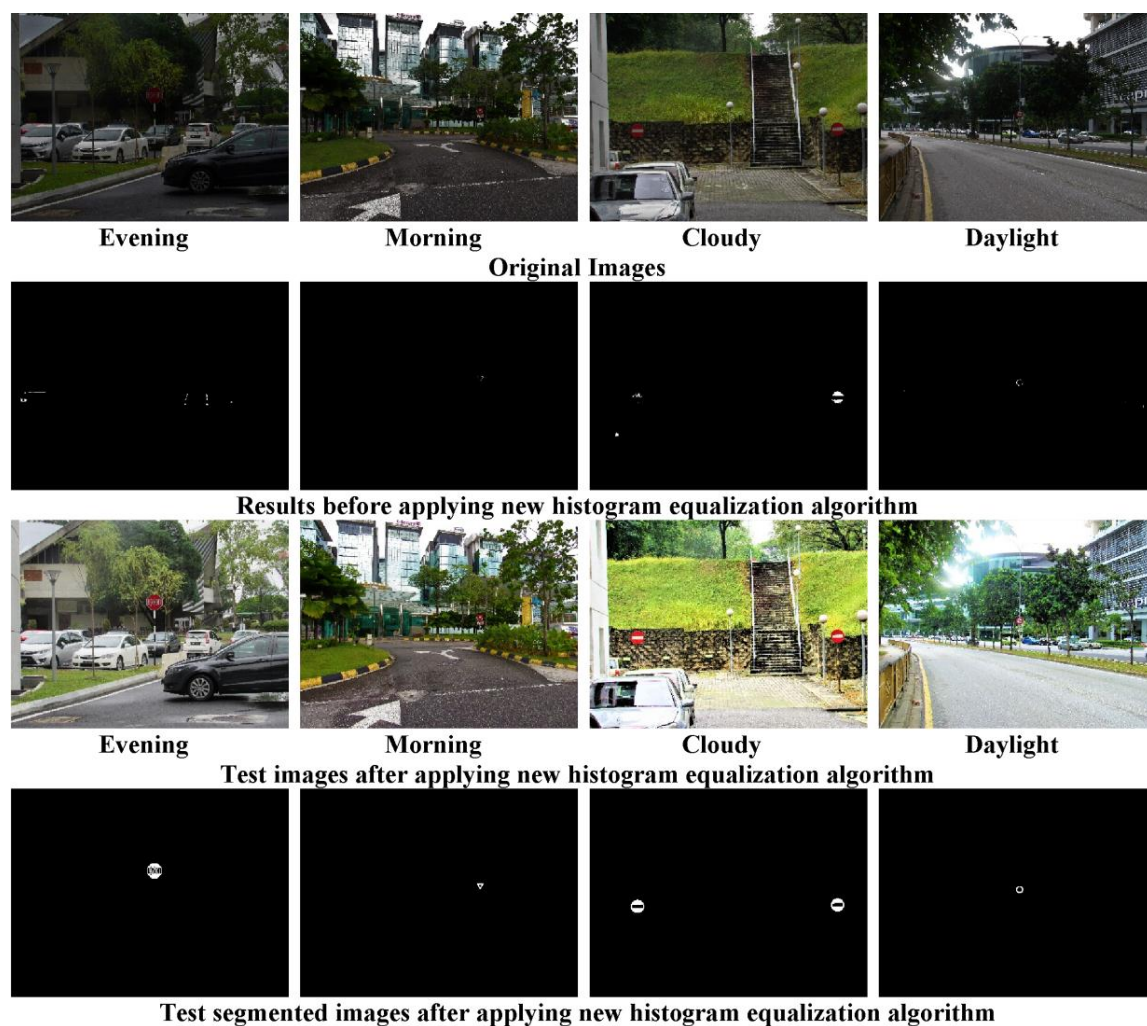 Evening Morning Cloudy Daylight
Original Images
Results before applying new histogram equalization algorithm
Evening Morning Cloudy Daylight
Test images after applying new histogram equalization algorithm
Test segmented images after applying new histogram equalization algorithm